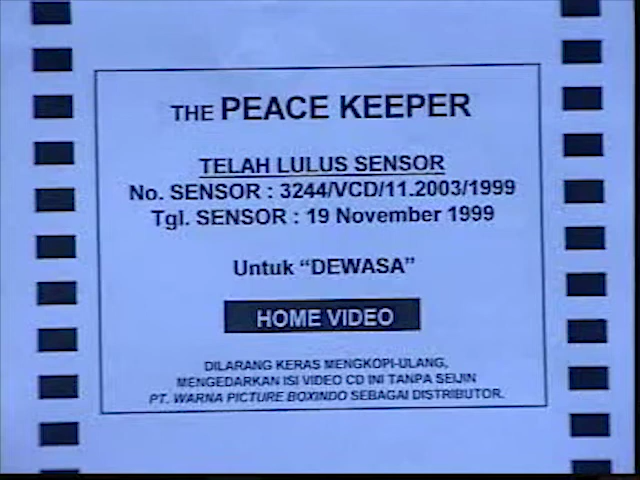 THE PEACE KEEPER
TELAH LULUS SENSOR
No. SENSOR : 3244/VCD/11.2003/1999
Tgl. SENSOR : 19 November 1999
Untuk “DEWASA”
HOME VIDEO
DILARANG KERAS MENGKOPI-ULANG,
MENGEDARKAN ISI VIDEO CD INI TANPA SEIJIN
PT. WARNA PICTURE BOXINDO SEBAGAI DISTRIBUTOR.